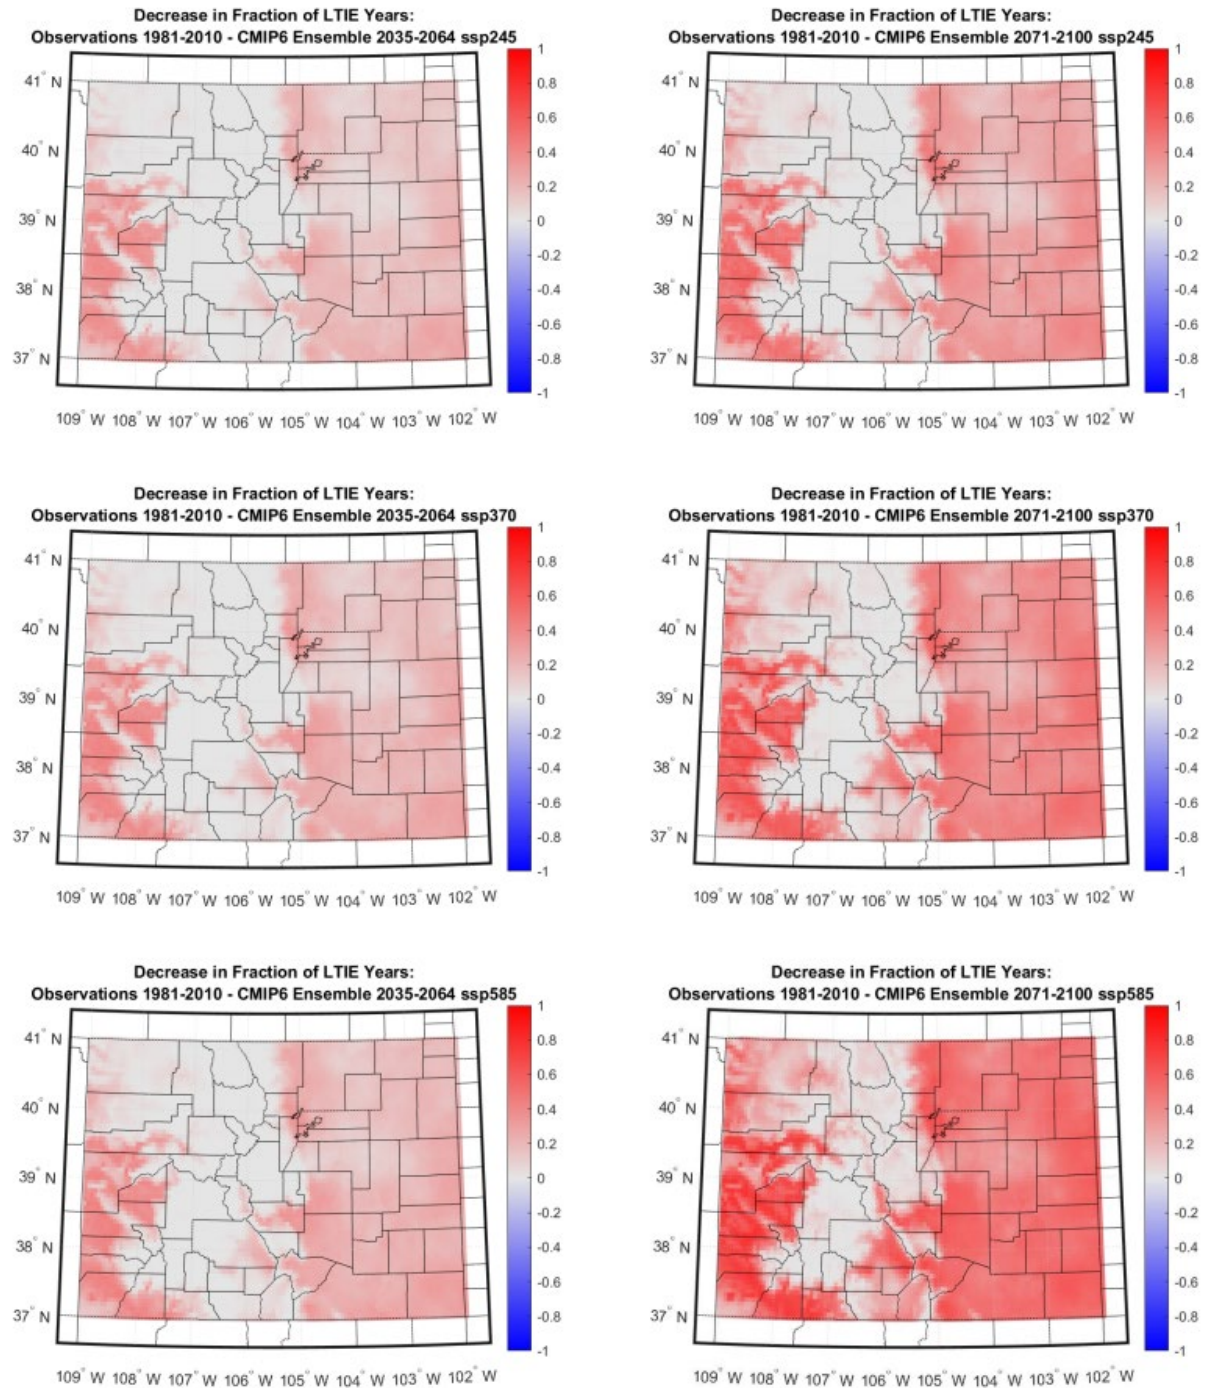 Decrease in Fraction of LTIE Years:
Observations 1981-2010 - CMIP6 Ensemble 2035-2064 ssp245
1
0.8
0.6
0.4
0.2
0
-0.2
-0.4
-0.6
-0.8
-1
41° N
40° N
39° N
38° N
37° N
109° W 108° W 107° W 106° W 105° W 104° W 103° W 102° W
Decrease in Fraction of LTIE Years:
Observations 1981-2010 - CMIP6 Ensemble 2071-2100 ssp245
1
0.8
0.6
0.4
0.2
0
-0.2
-0.4
-0.6
-0.8
-1
41° N
40° N
39° N
38° N
37° N
109° W 108° W 107° W 106° W 105° W 104° W 103° W 102° W
Decrease in Fraction of LTIE Years:
Observations 1981-2010 - CMIP6 Ensemble 2035-2064 ssp370
1
0.8
0.6
0.4
0.2
0
-0.2
-0.4
-0.6
-0.8
-1
41° N
40° N
39° N
38° N
37° N
109° W 108° W 107° W 106° W 105° W 104° W 103° W 102° W
Decrease in Fraction of LTIE Years:
Observations 1981-2010 - CMIP6 Ensemble 2071-2100 ssp370
1
0.8
0.6
0.4
0.2
0
-0.2
-0.4
-0.6
-0.8
-1
41° N
40° N
39° N
38° N
37° N
109° W 108° W 107° W 106° W 105° W 104° W 103° W 102° W
Decrease in Fraction of LTIE Years:
Observations 1981-2010 - CMIP6 Ensemble 2035-2064 ssp585
1
0.8
0.6
0.4
0.2
0
-0.2
-0.4
-0.6
-0.8
-1
41° N
40° N
39° N
38° N
37° N
109° W 108° W 107° W 106° W 105° W 104° W 103° W 102° W
Decrease in Fraction of LTIE Years:
Observations 1981-2010 - CMIP6 Ensemble 2071-2100 ssp585
1
0.8
0.6
0.4
0.2
0
-0.2
-0.4
-0.6
-0.8
-1
41° N
40° N
39° N
38° N
37° N
109° W 108° W 107° W 106° W 105° W 104° W 103° W 102° W